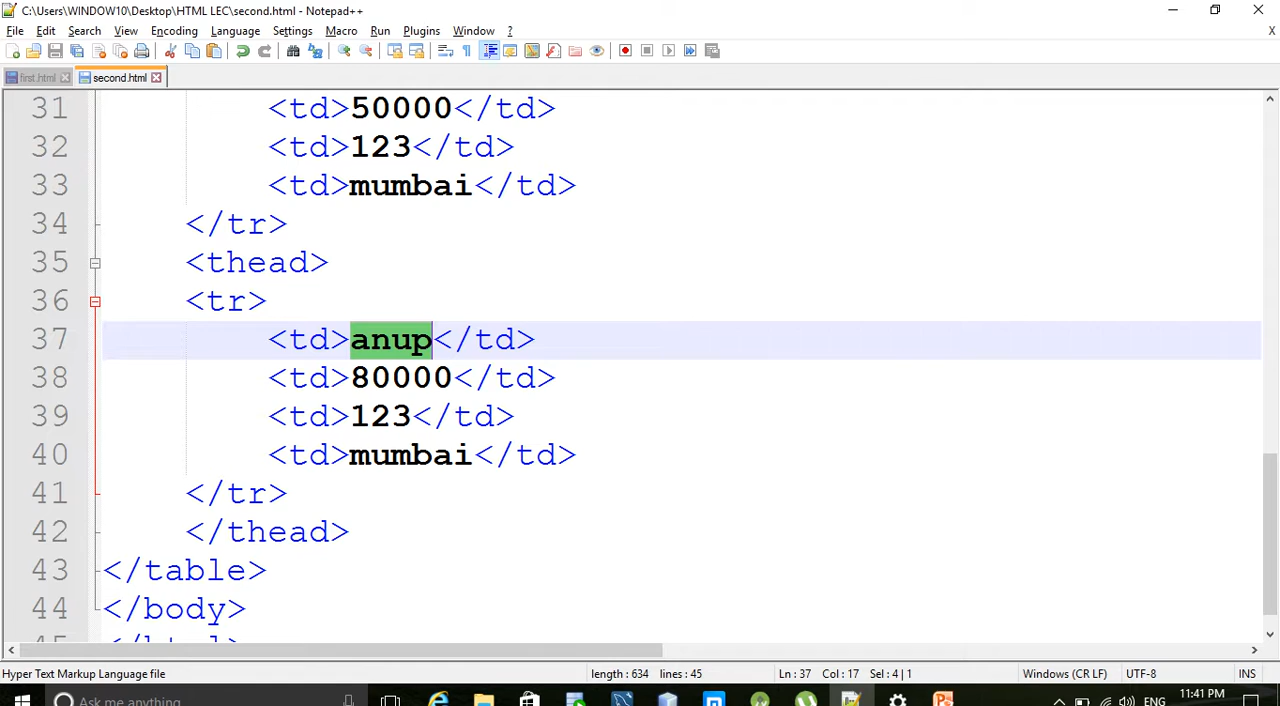 C:\Users\WINDOW10\Desktop\HTML LEC\second.html - Notepad++
File Edit Search View Encoding Language Settings Macro Run Plugins Window ? X
first.html second.html
31 <td>50000</td>
32 <td>123</td>
33 <td>mumbai</td>
34 </tr>
35 <thead>
36 <tr>
37 <td>anup</td>
38 <td>80000</td>
39 <td>123</td>
40 <td>mumbai</td>
41 </tr>
42 </thead>
43 </table>
44 </body>
45 </html>
Hyper Text Markup Language file length : 634 lines : 45 Ln : 37 Col : 17 Sel : 4 | 1 Windows (CR LF) UTF-8 INS
Ask me anything ENG 11:41 PM